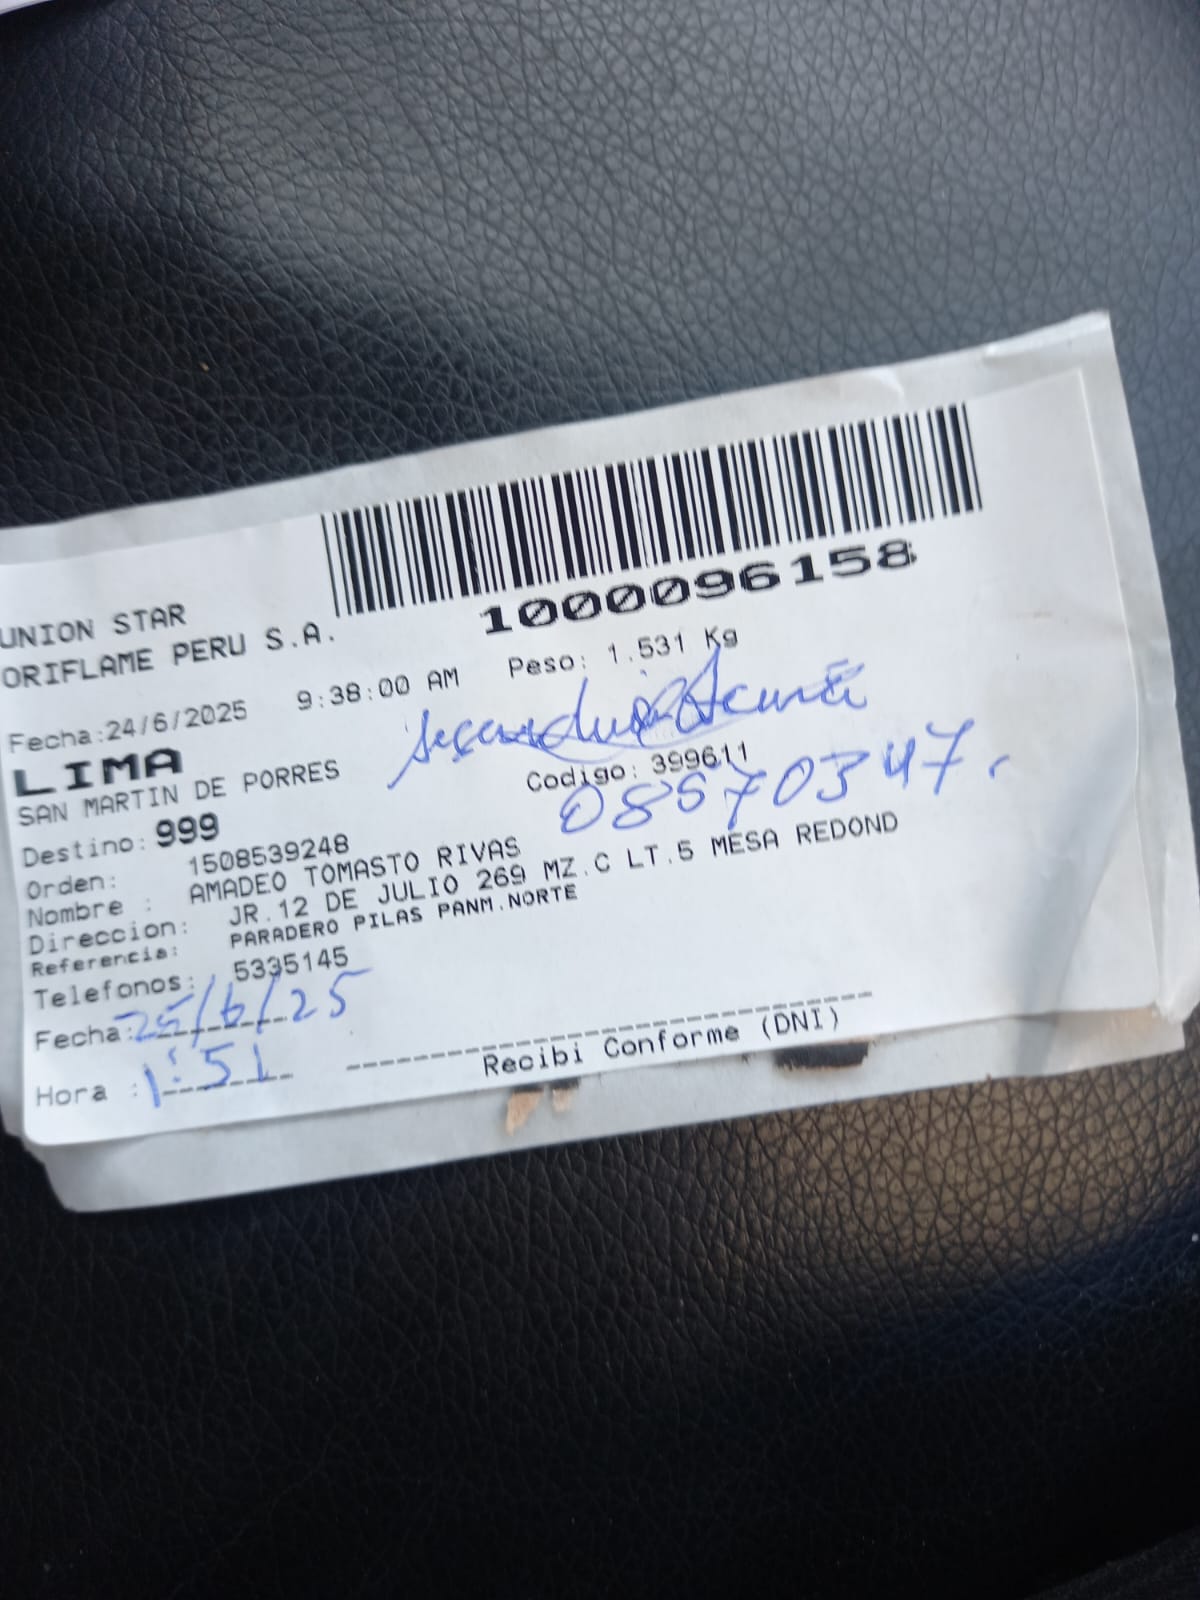 1000096158
UNION STAR
ORIFLAME PERU S.A.
Fecha:24/6/2025 9:38:00 AM Peso: 1.531 Kg
LIMA
SAN MARTIN DE PORRES
Destino: 999 Codigo: 399611
08570347
Orden: 1508539248
Nombre : AMADEO TOMASTO RIVAS
Direccion: JR.12 DE JULIO 269 MZ.C LT.5 MESA REDOND
Referencia: PARADERO PILAS PANM.NORTE
Telefonos: 5335145
Fecha: 25/6/25
Hora : 1:51
Recibi Conforme (DNI)